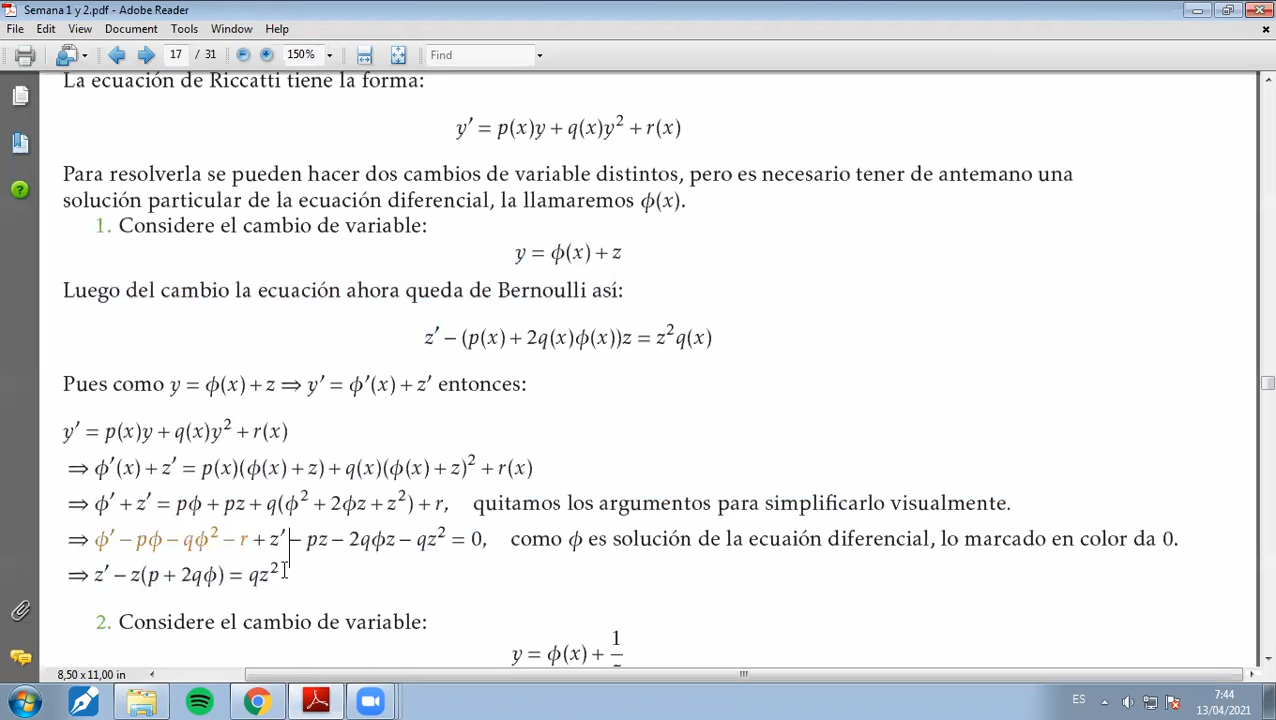 Semana 1 y 2.pdf - Adobe Reader
File Edit View Document Tools Window Help
17 / 31 150% Find
La ecuación de Riccatti tiene la forma:
y′ = p(x)y + q(x)y² + r(x)
Para resolverla se pueden hacer dos cambios de variable distintos, pero es necesario tener de antemano una
solución particular de la ecuación diferencial, la llamaremos ϕ(x).
1. Considere el cambio de variable:
y = ϕ(x) + z
Luego del cambio la ecuación ahora queda de Bernoulli así:
z′ − (p(x) + 2q(x)ϕ(x))z = z²q(x)
Pues como y = ϕ(x) + z ⇒ y′ = ϕ′(x) + z′ entonces:
y′ = p(x)y + q(x)y² + r(x)
⇒ ϕ′(x) + z′ = p(x)(ϕ(x) + z) + q(x)(ϕ(x) + z)² + r(x)
⇒ ϕ′ + z′ = pϕ + pz + q(ϕ² + 2ϕz + z²) + r, quitamos los argumentos para simplificarlo visualmente.
⇒ ϕ′ − pϕ − qϕ² − r + z′ − pz − 2qϕz − qz² = 0, como ϕ es solución de la ecuaión diferencial, lo marcado en color da 0.
⇒ z′ − z(p + 2qϕ) = qz²
2. Considere el cambio de variable:
y = ϕ(x) + 1/z
8,50 x 11,00 in
ES 7:44
13/04/2021